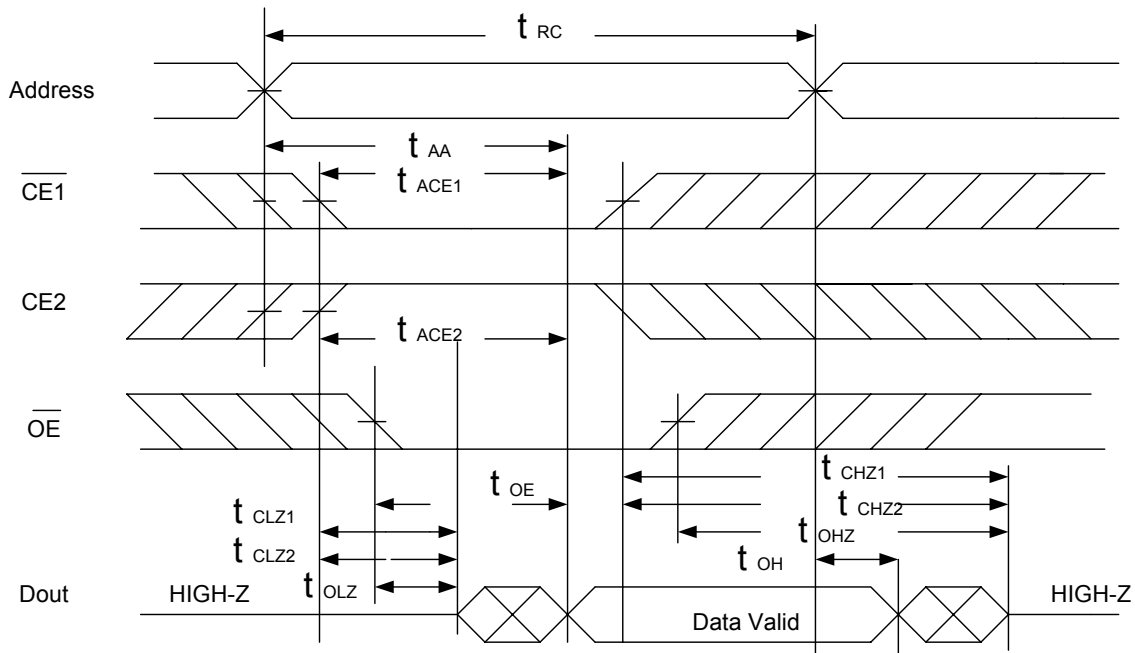 t RC
Address
t AA
CE1
t ACE1
CE2
t ACE2
OE
t CHZ1
t OE
t CLZ1
t CHZ2
t CLZ2
t OHZ
t OH
t OLZ
Dout
HIGH-Z
Data Valid
HIGH-Z